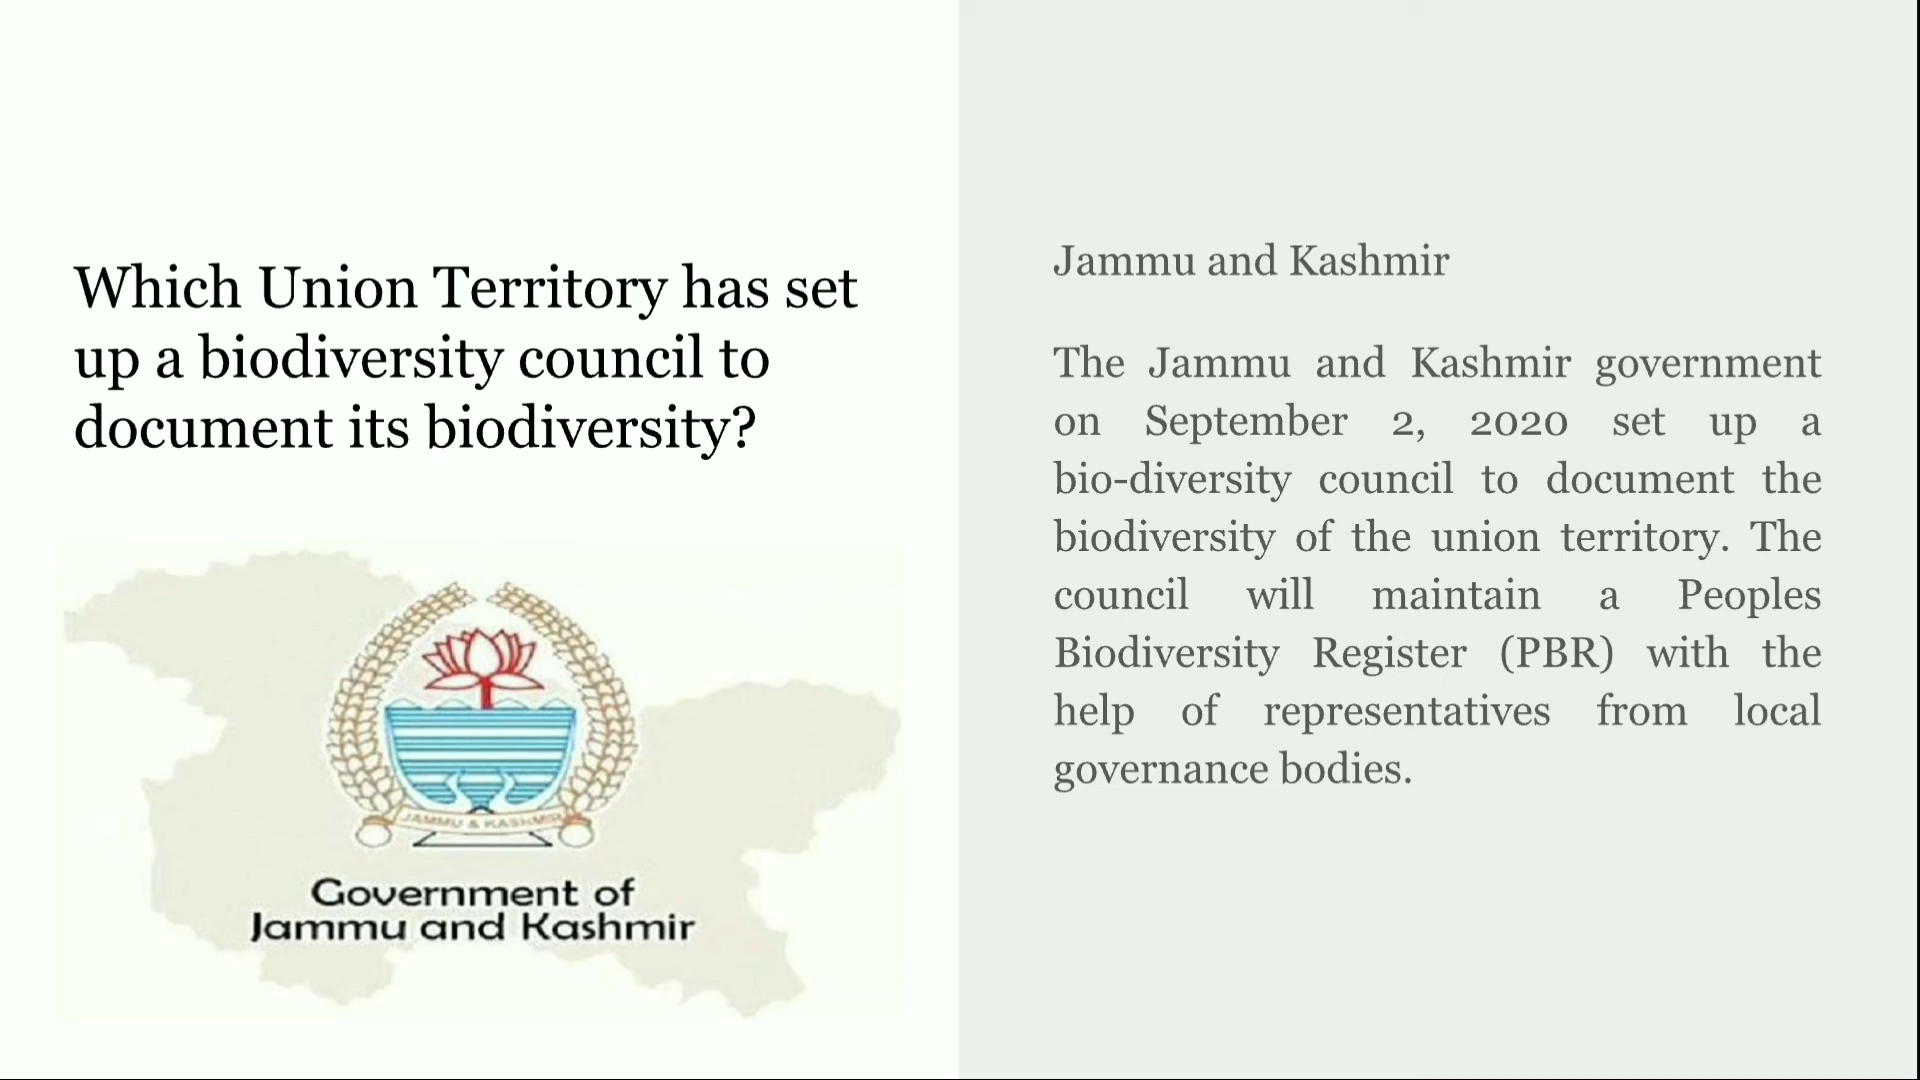 Which Union Territory has set
up a biodiversity council to
document its biodiversity?
JAMMU & KASHMIR
Government of
Jammu and Kashmir
Jammu and Kashmir
The Jammu and Kashmir government
on September 2, 2020 set up a
bio-diversity council to document the
biodiversity of the union territory. The
council will maintain a Peoples
Biodiversity Register (PBR) with the
help of representatives from local
governance bodies.